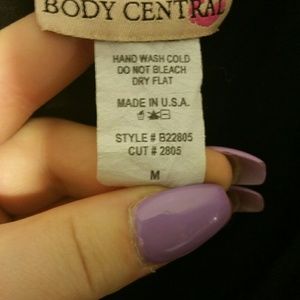 BODY CENTRAL
HAND WASH COLD
DO NOT BLEACH
DRY FLAT
MADE IN U.S.A.
STYLE # B22805
CUT # 2805
M